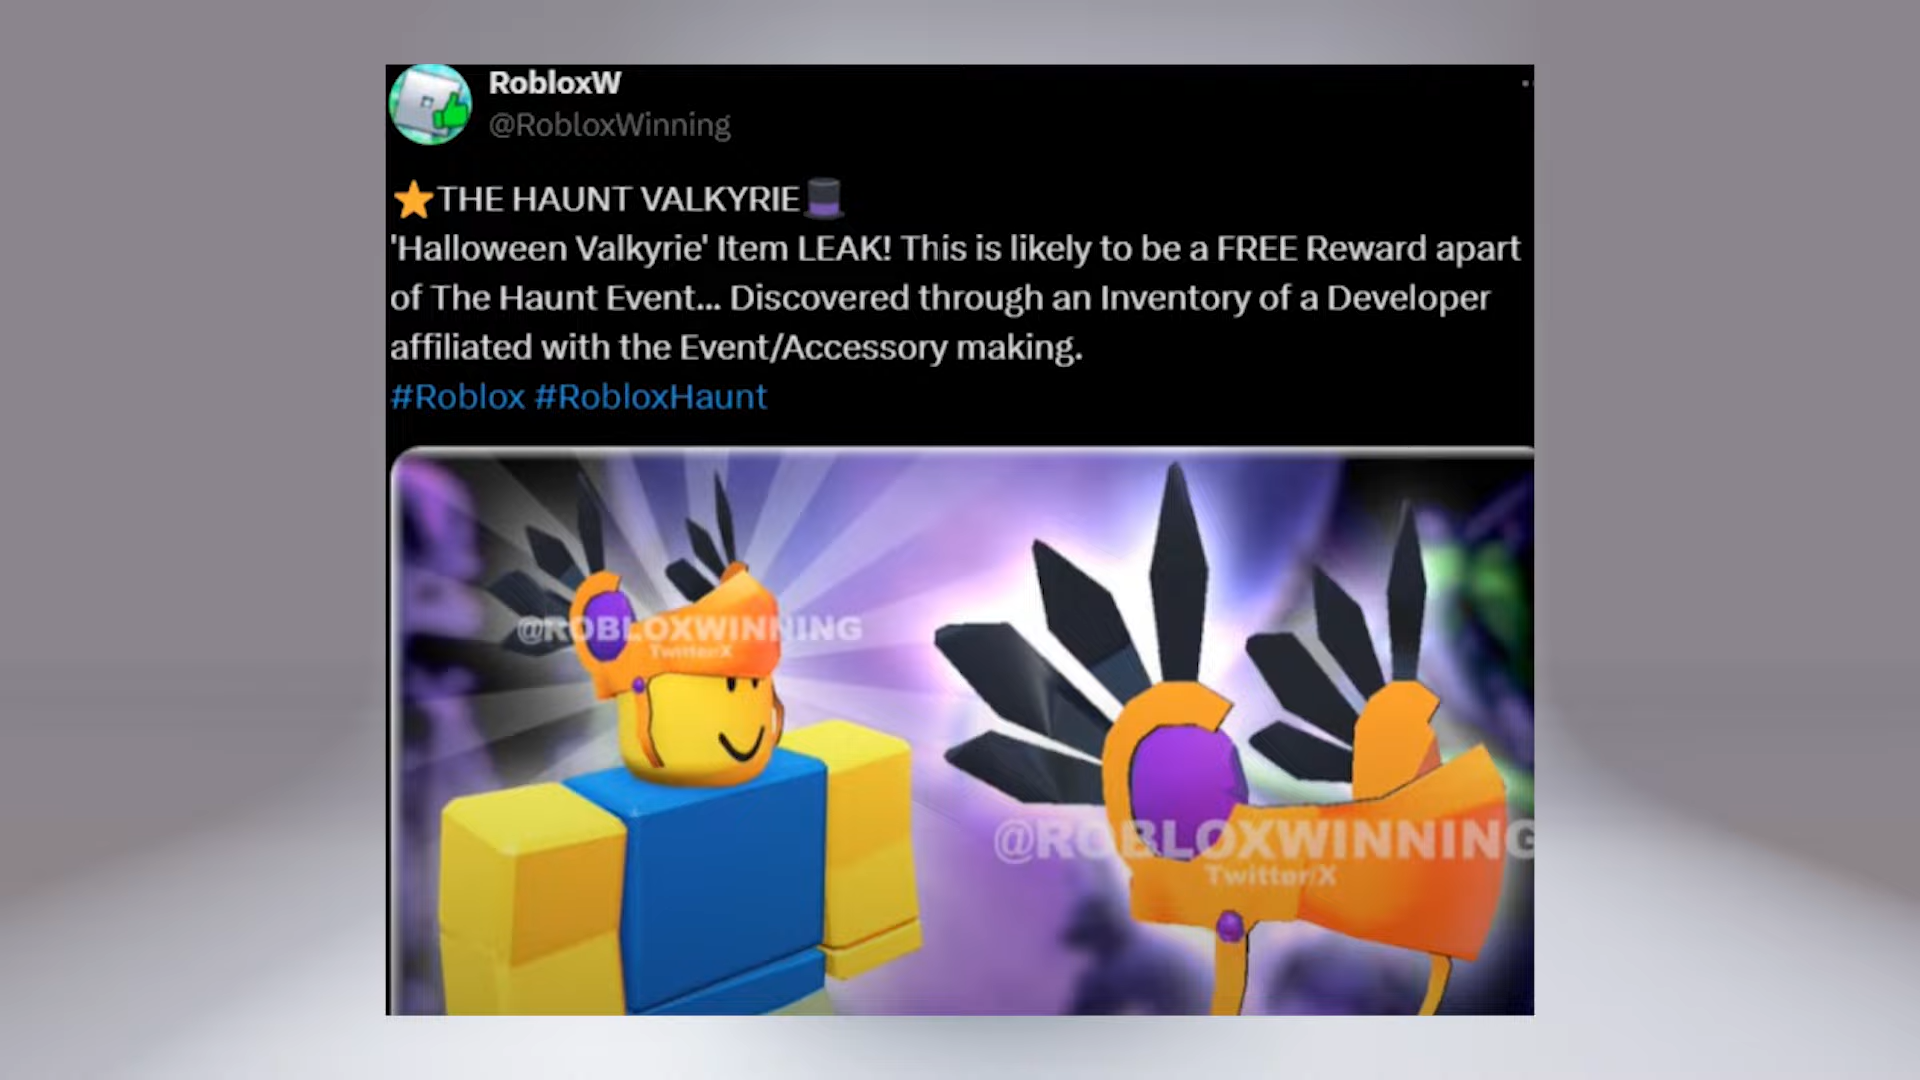 RobloxW
@RobloxWinning
⭐THE HAUNT VALKYRIE🎩
'Halloween Valkyrie' Item LEAK! This is likely to be a FREE Reward apart
of The Haunt Event... Discovered through an Inventory of a Developer
affiliated with the Event/Accessory making.
#Roblox #RobloxHaunt
@ROBLOXWINNING
Twitter/X
@ROBLOXWINNING
Twitter/X